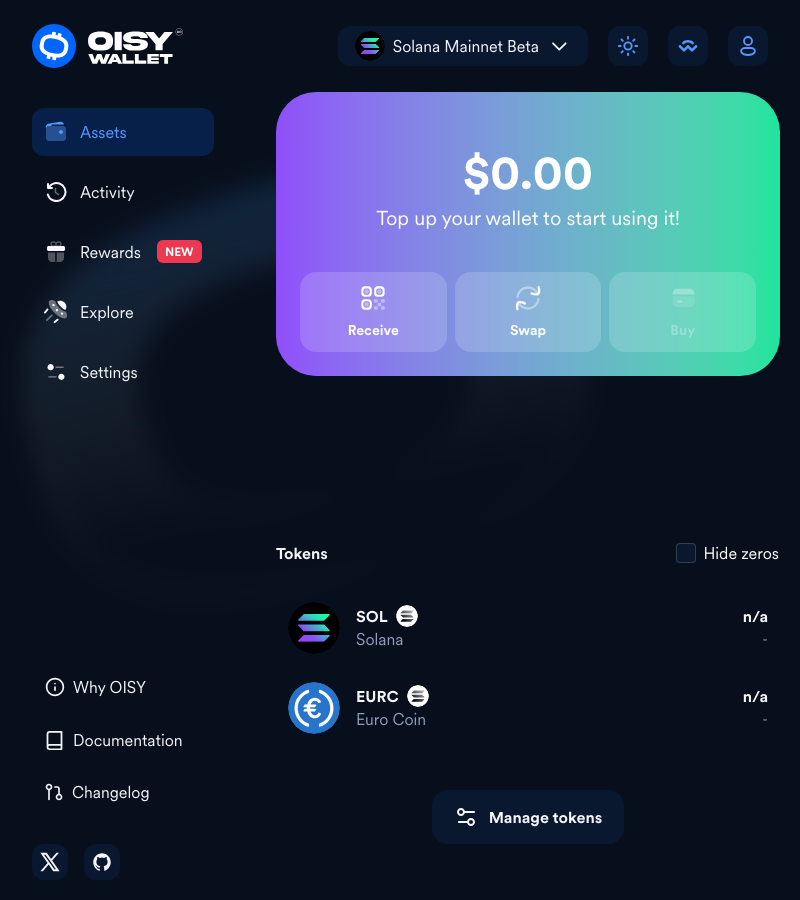 OISY
WALLET
Solana Mainnet Beta
Assets
Activity
Rewards NEW
Explore
Settings
$0.00
Top up your wallet to start using it!
Receive
Swap
Buy
Tokens
Hide zeros
SOL
n/a
Solana
-
EURC
n/a
Euro Coin
-
Manage tokens
Why OISY
Documentation
Changelog